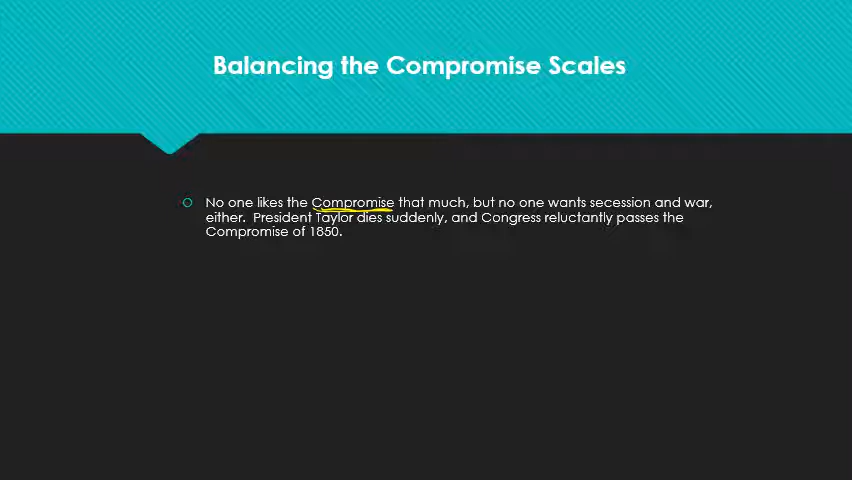 Balancing the Compromise Scales
No one likes the Compromise that much, but no one wants secession and war,
either.  President Taylor dies suddenly, and Congress reluctantly passes the
Compromise of 1850.